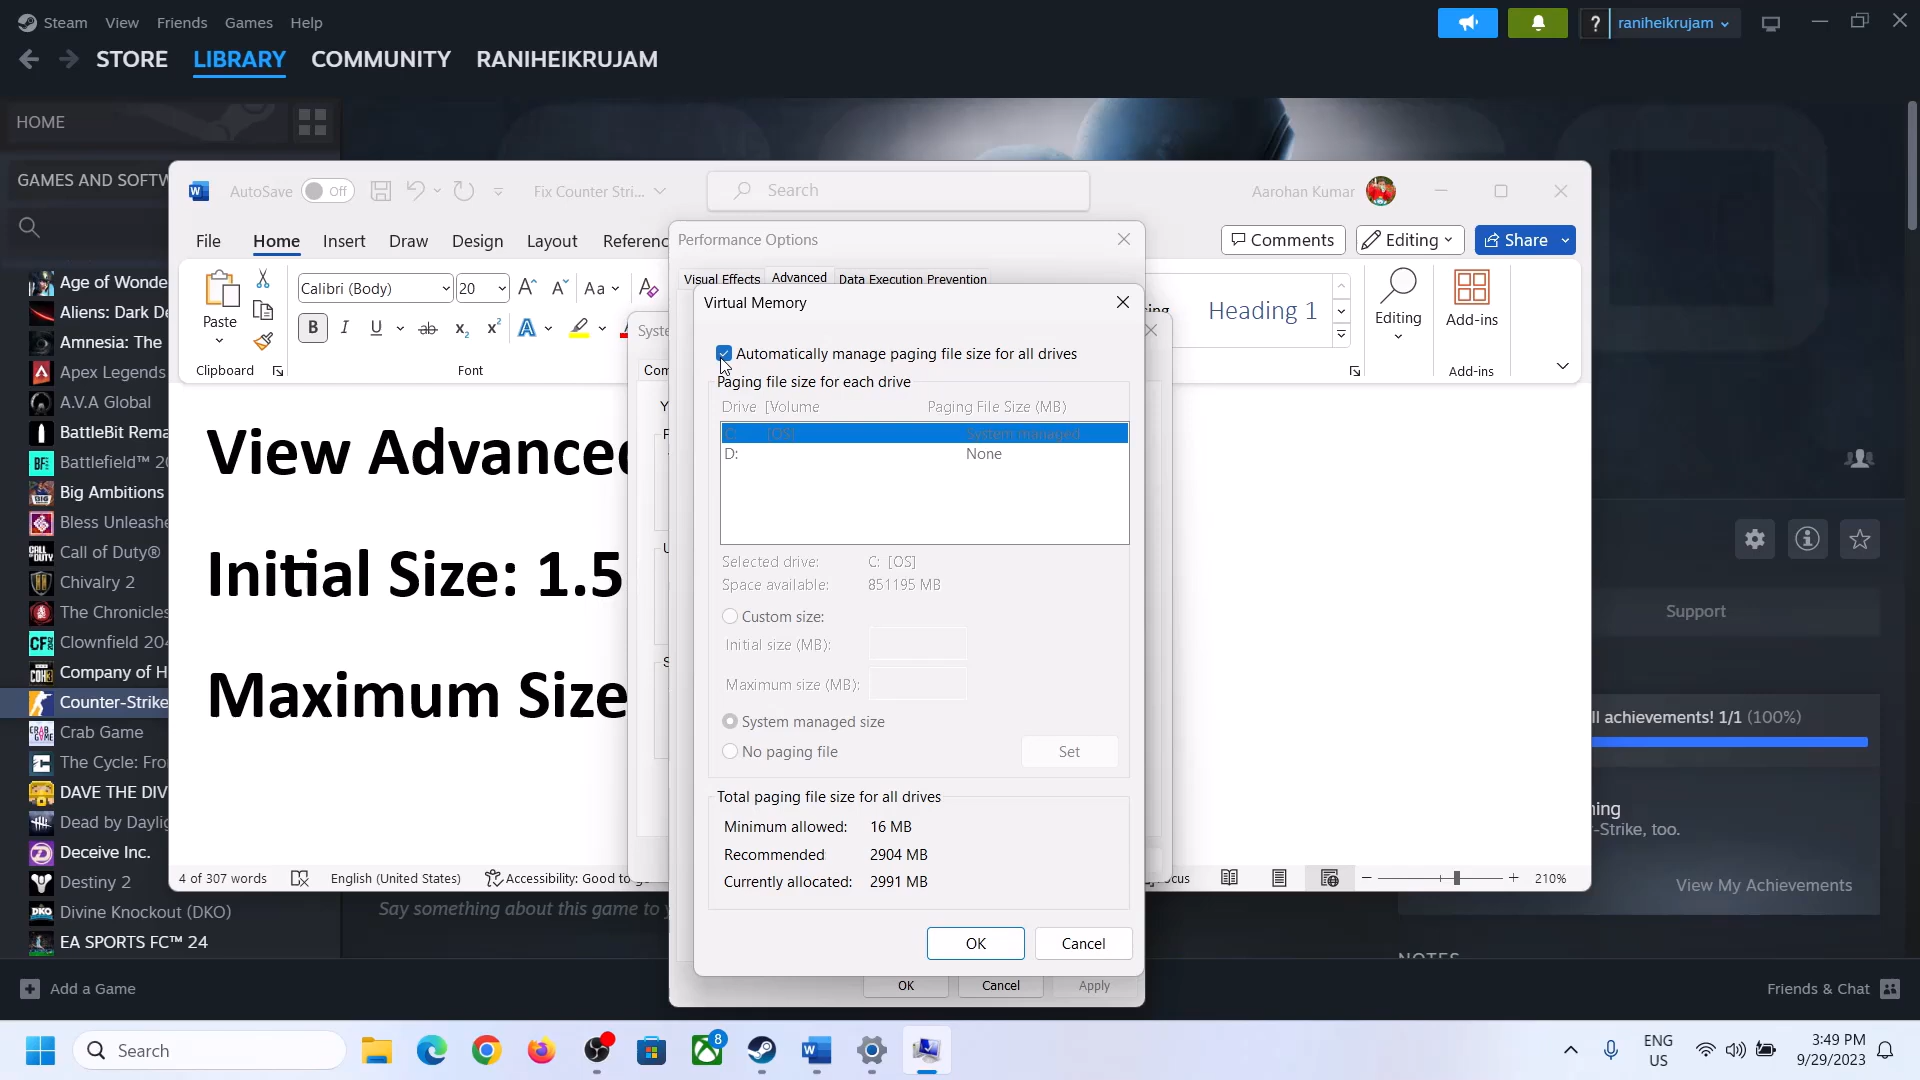 Steam View Friends Games Help
raniheikrujam
STORE LIBRARY COMMUNITY RANIHEIKRUJAM
HOME
GAMES AND SOFTW
Age of Wonde
Aliens: Dark De
Amnesia: The
Apex Legends
A.V.A Global
BattleBit Rema
Battlefield™ 20
Big Ambitions
Bless Unleashe
Call of Duty®
Chivalry 2
The Chronicles
Clownfield 204
Company of H
Counter-Strike
Crab Game
The Cycle: Fro
DAVE THE DIV
Dead by Daylig
Deceive Inc.
Destiny 2
Divine Knockout (DKO)
EA SPORTS FC™ 24
Add a Game
AutoSave Off
Fix Counter Stri...
Search
Aarohan Kumar
File Home Insert Draw Design Layout Referenc
Comments Editing Share
Calibri (Body) 20
Paste
Clipboard
Font
Heading 1
Editing
Add-ins
Add-ins
View Advanced
Initial Size: 1.5
Maximum Size
4 of 307 words English (United States) Accessibility: Good to g
210%
Performance Options
Visual Effects Advanced Data Execution Prevention
Virtual Memory
Automatically manage paging file size for all drives
Paging file size for each drive
Drive [Volume Paging File Size (MB)
C: [OS] System managed
D: None
Selected drive: C: [OS]
Space available: 851195 MB
Custom size:
Initial size (MB):
Maximum size (MB):
System managed size
No paging file
Set
Total paging file size for all drives
Minimum allowed: 16 MB
Recommended 2904 MB
Currently allocated: 2991 MB
OK Cancel
OK Cancel Apply
Support
ll achievements! 1/1 (100%)
-Strike, too.
View My Achievements
Say something about this game to y
NOTES
Friends & Chat
Search
8
ENG
US
3:49 PM
9/29/2023